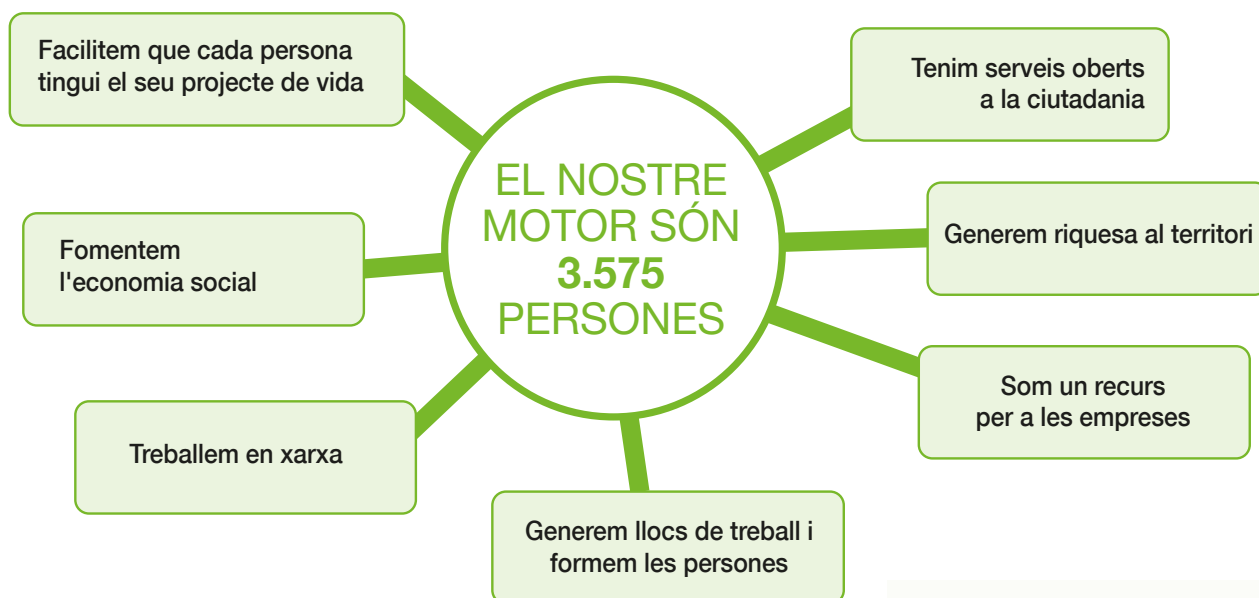 Facilitem que cada persona
tingui el seu projecte de vida
Tenim serveis oberts
a la ciutadania
EL NOSTRE
MOTOR SÓN
3.575
PERSONES
Fomentem
l'economia social
Generem riquesa al territori
Treballem en xarxa
Som un recurs
per a les empreses
Generem llocs de treball i
formem les persones